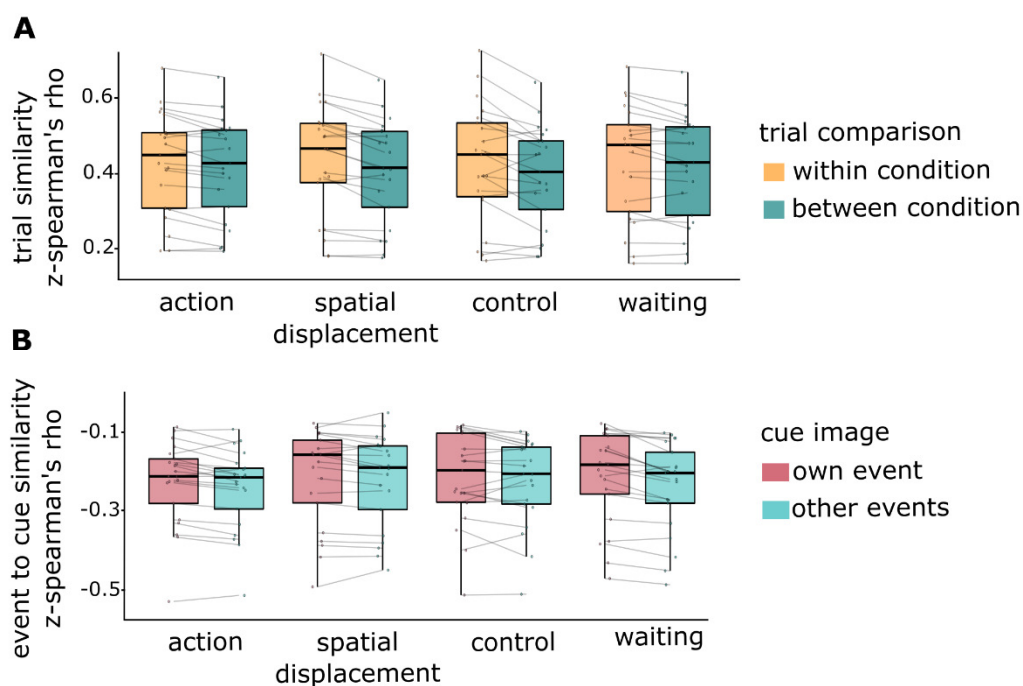 A
trial similarity
z-spearman's rho
0.6
0.4
0.2
action
spatial
displacement
control
waiting
trial comparison
within condition
between condition
B
event to cue similarity
z-spearman's rho
-0.1
-0.3
-0.5
action
spatial
displacement
control
waiting
cue image
own event
other events